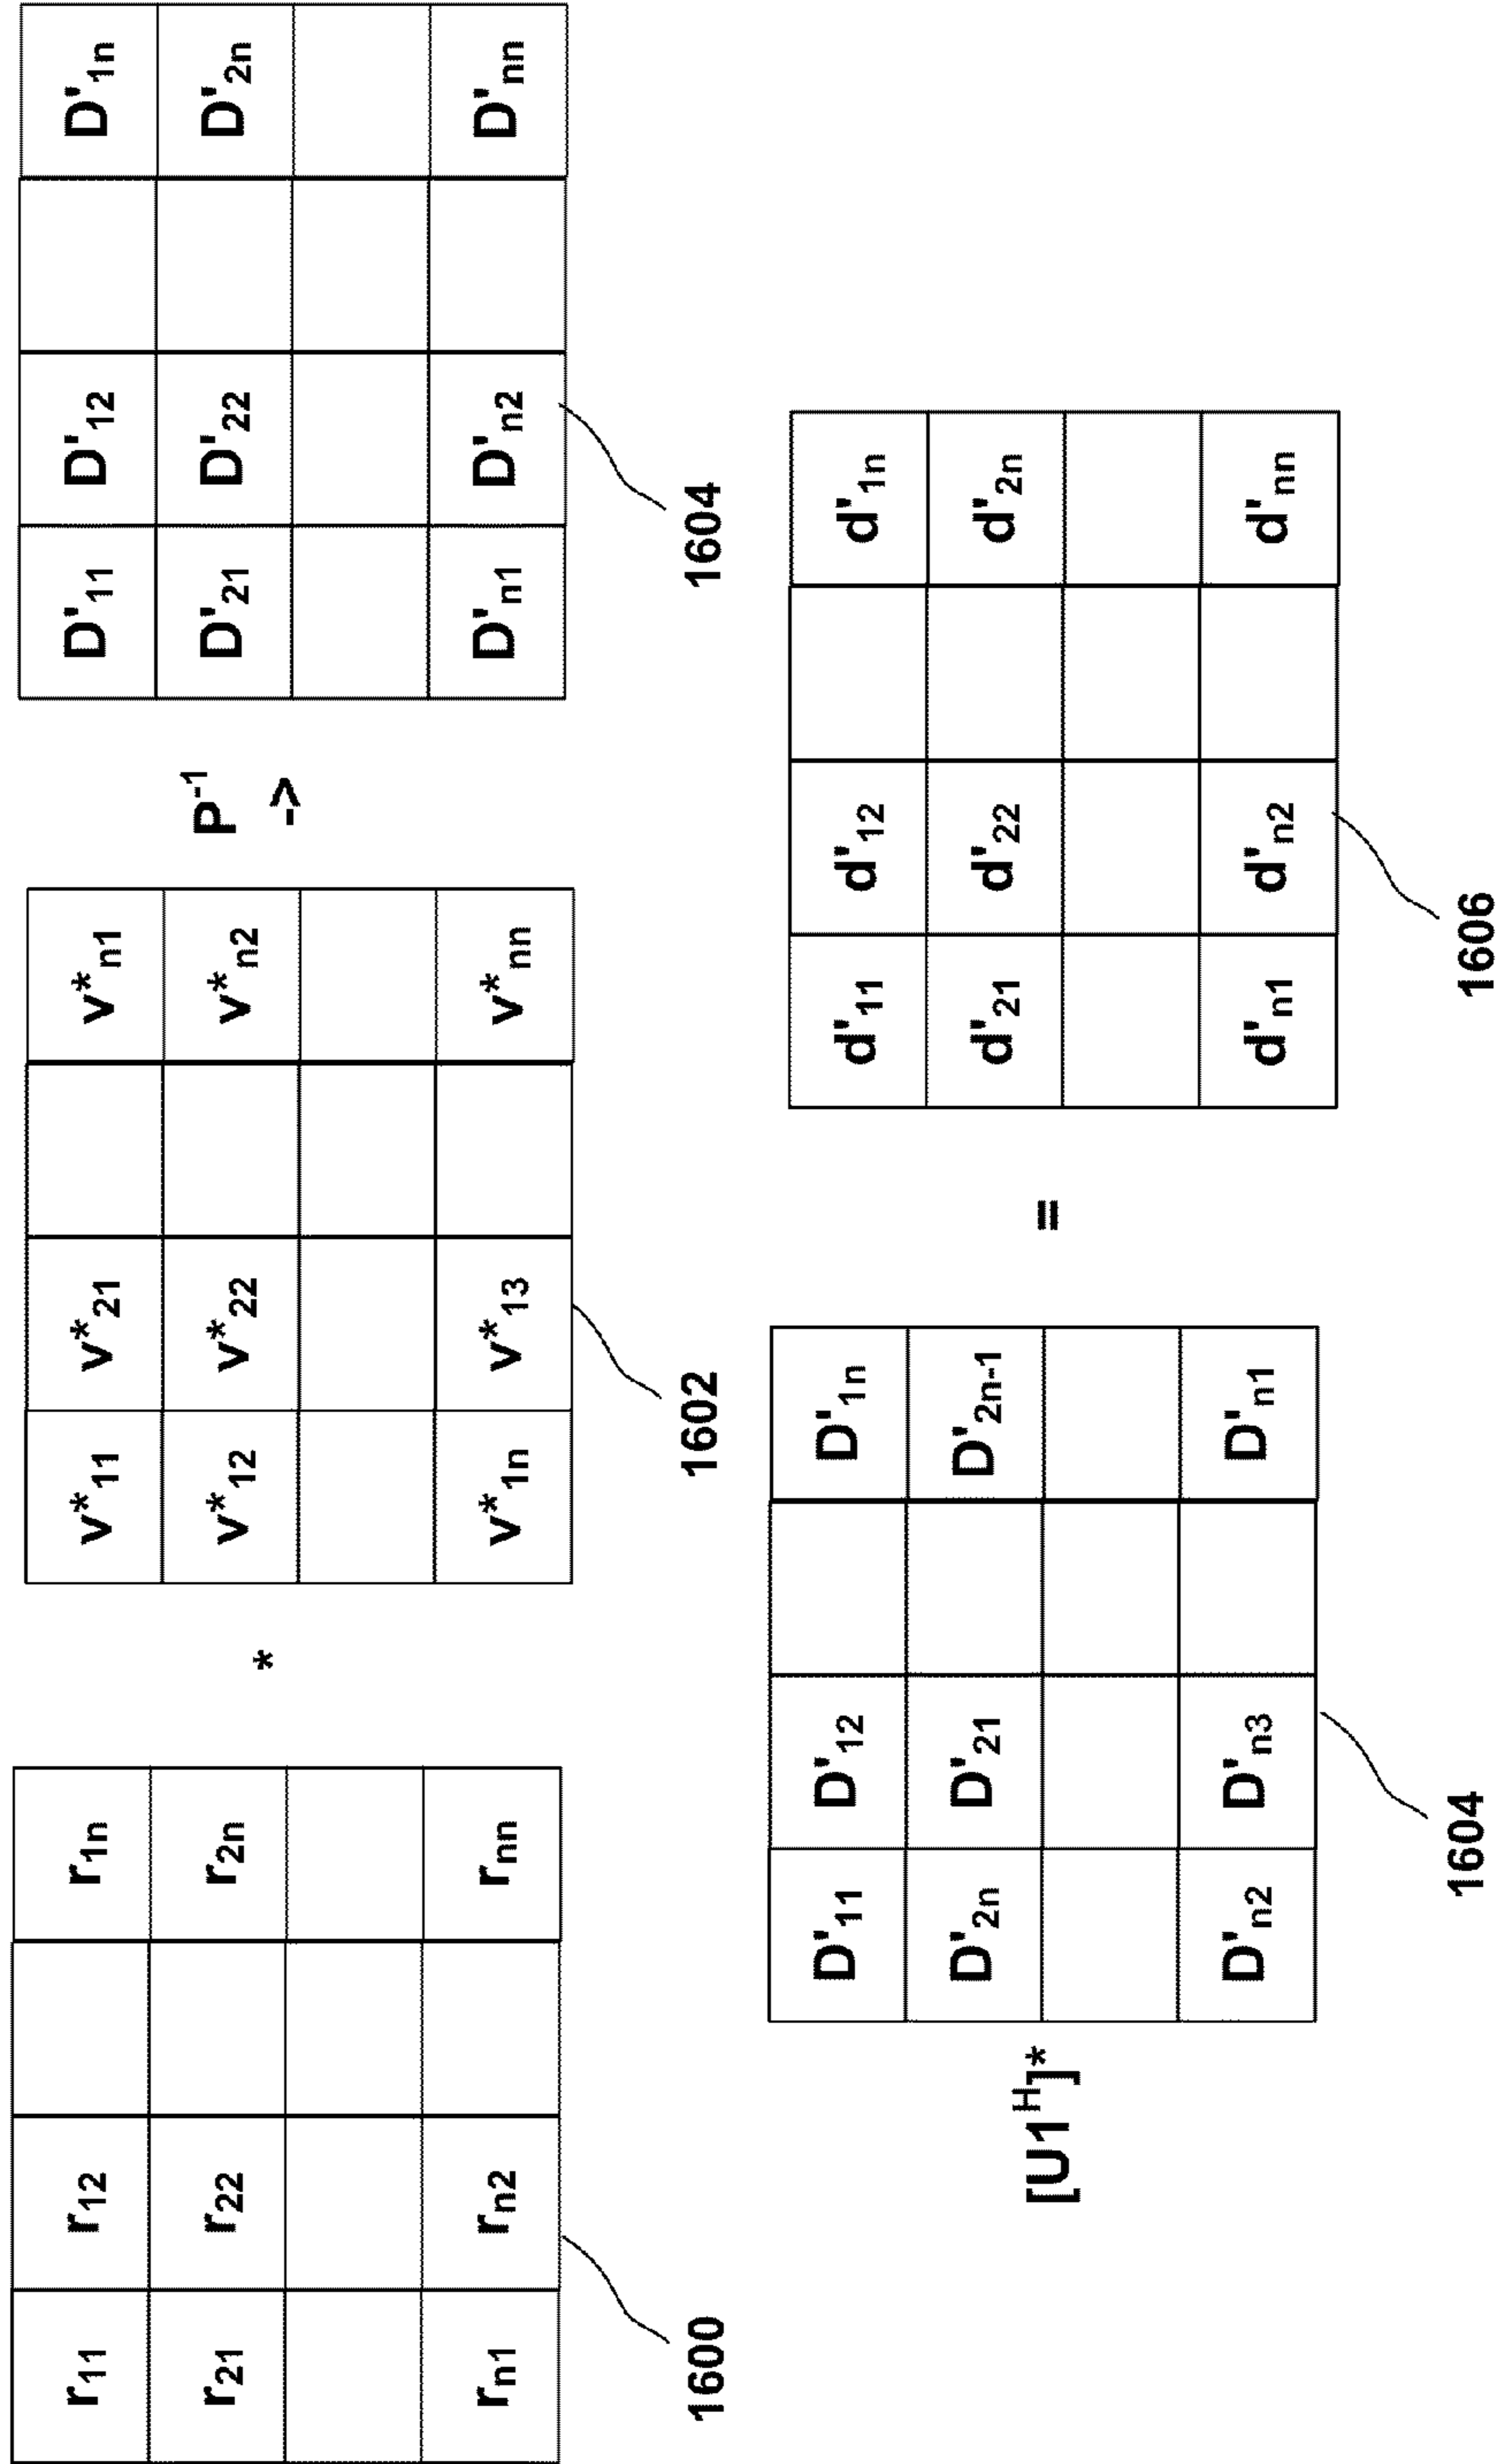 r11 r12 r1n
r21 r22 r2n
rn1 rn2 rnn
1600
*
v*11 v*21 v*n1
v*12 v*22 v*n2
v*1n v*13 v*nn
1602
P-1
->
D'11 D'12 D'1n
D'21 D'22 D'2n
D'n1 D'n2 D'nn
1604
[U1H]*
D'11 D'12 D'1n
D'2n D'21 D'2n-1
D'n2 D'n3 D'n1
1604
=
d'11 d'12 d'1n
d'21 d'22 d'2n
d'n1 d'n2 d'nn
1606